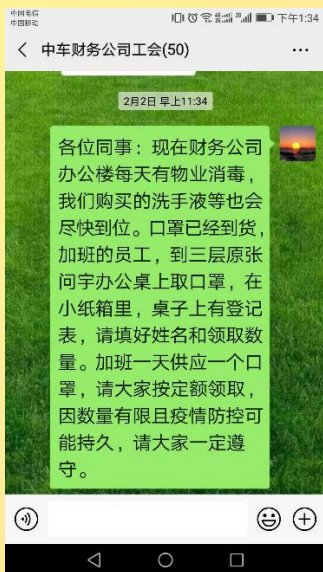 中国电信
中国移动
下午1:34
中车财务公司工会(50)
2月2日 早上11:34
各位同事：现在财务公司
办公楼每天有物业消毒，
我们购买的洗手液等也会
尽快到位。口罩已经到货，
加班的员工，到三层原张
问宇办公桌上取口罩，在
小纸箱里，桌子上有登记
表，请填好姓名和领取数
量。加班一天供应一个口
罩，请大家按定额领取，
因数量有限且疫情防控可
能持久，请大家一定遵
守。